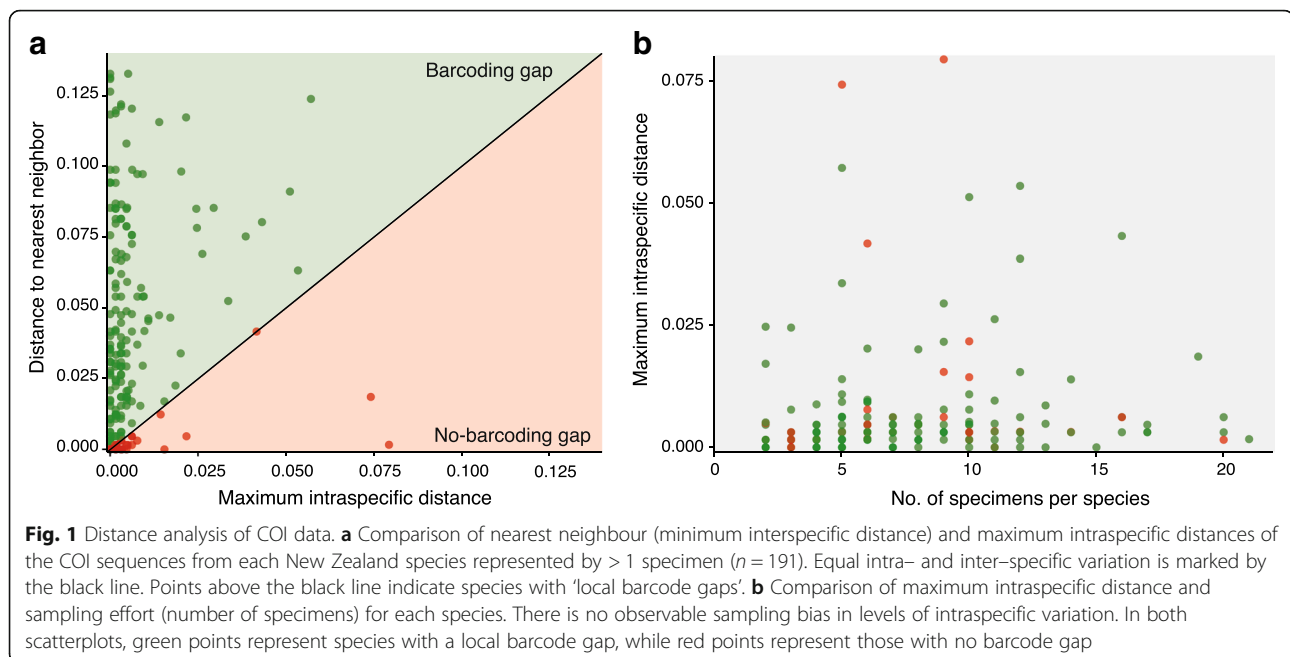 a
Barcoding gap
No-barcoding gap
0.125
0.100
0.075
0.050
0.025
0.000
Distance to nearest neighbor
0.000 0.025 0.050 0.075 0.100 0.125
Maximum intraspecific distance
b
0.075
0.050
0.025
0.000
Maximum intraspecific distance
0 5 10 15 20
No. of specimens per species
Fig. 1 Distance analysis of COI data. a Comparison of nearest neighbour (minimum interspecific distance) and maximum intraspecific distances of
the COI sequences from each New Zealand species represented by > 1 specimen (n = 191). Equal intra– and inter–specific variation is marked by
the black line. Points above the black line indicate species with ‘local barcode gaps’. b Comparison of maximum intraspecific distance and
sampling effort (number of specimens) for each species. There is no observable sampling bias in levels of intraspecific variation. In both
scatterplots, green points represent species with a local barcode gap, while red points represent those with no barcode gap